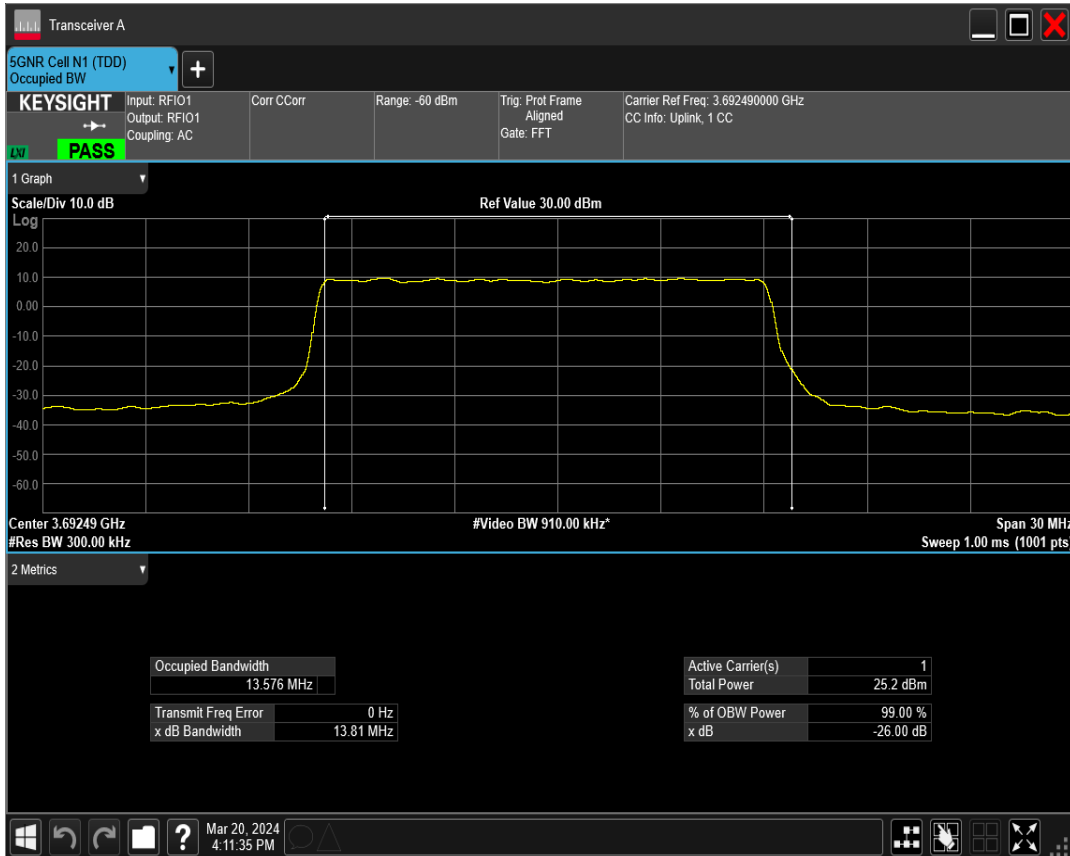 Transceiver A
5GNR Cell N1 (TDD)
Occupied BW
+
KEYSIGHT
LXI
PASS
Input: RFIO1
Output: RFIO1
Coupling: AC
Corr CCorr
Range: -60 dBm
Trig: Prot Frame
Aligned
Gate: FFT
Carrier Ref Freq: 3.692490000 GHz
CC Info: Uplink, 1 CC
1 Graph
Scale/Div 10.0 dB
Ref Value 30.00 dBm
Log
20.0
10.0
0.00
-10.0
-20.0
-30.0
-40.0
-50.0
-60.0
Center 3.69249 GHz
#Video BW 910.00 kHz*
Span 30 MHz
#Res BW 300.00 kHz
Sweep 1.00 ms (1001 pts)
2 Metrics
Occupied Bandwidth
13.576 MHz
Transmit Freq Error 0 Hz
x dB Bandwidth 13.81 MHz
Active Carrier(s) 1
Total Power 25.2 dBm
% of OBW Power 99.00 %
x dB -26.00 dB
?
Mar 20, 2024
4:11:35 PM